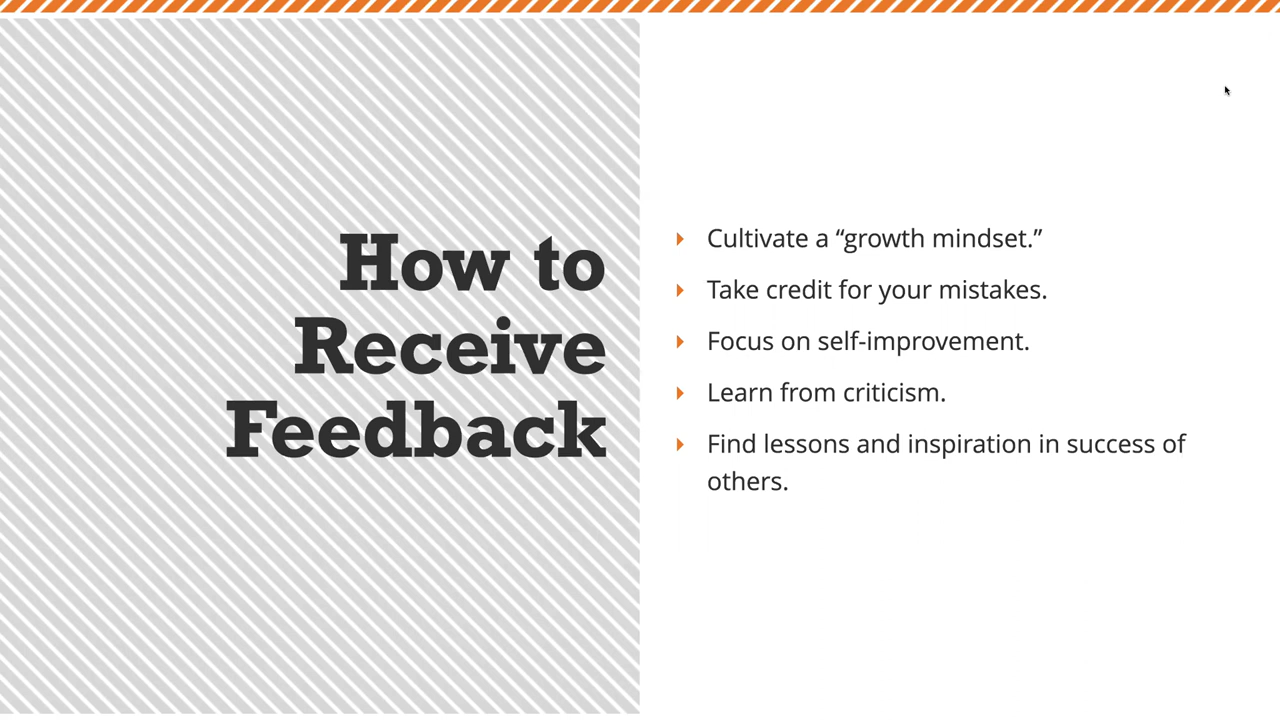 How to
Receive
Feedback
Cultivate a “growth mindset.”
Take credit for your mistakes.
Focus on self-improvement.
Learn from criticism.
Find lessons and inspiration in success of
others.